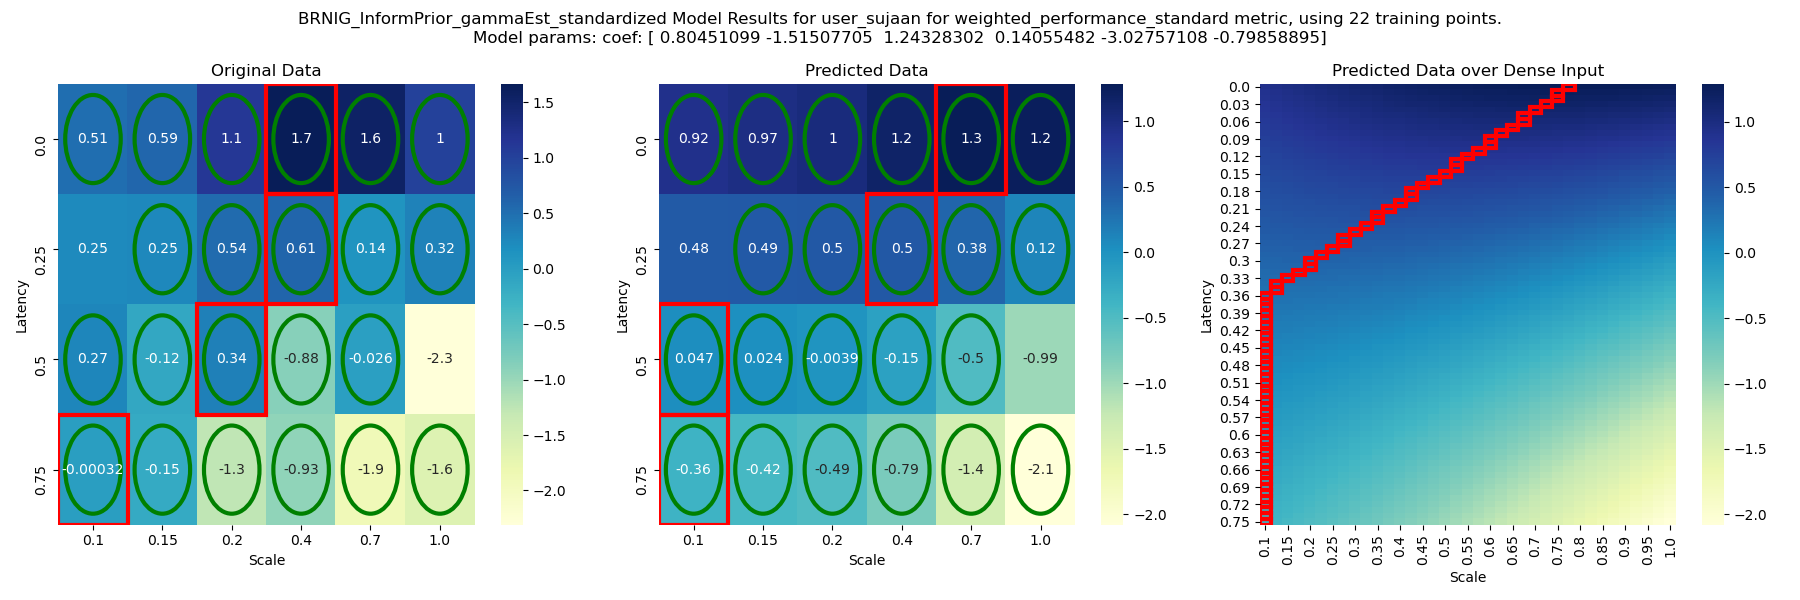 BRNIG_InformPrior_gammaEst_standardized Model Results for user_sujaan for weighted_performance_standard metric, using 22 training points.
Model params: coef: [ 0.80451099 -1.51507705  1.24328302  0.14055482 -3.02757108 -0.79858895]
Original Data
0.51 0.59 1.1 1.7 1.6 1
0.25 0.25 0.54 0.61 0.14 0.32
0.27 -0.12 0.34 -0.88 -0.026 -2.3
-0.00032 -0.15 -1.3 -0.93 -1.9 -1.6
0.0
0.25
0.5
0.75
Latency
0.1 0.15 0.2 0.4 0.7 1.0
Scale
1.5
1.0
0.5
0.0
−0.5
−1.0
−1.5
−2.0
Predicted Data
0.92 0.97 1 1.2 1.3 1.2
0.48 0.49 0.5 0.5 0.38 0.12
0.047 0.024 -0.0039 -0.15 -0.5 -0.99
-0.36 -0.42 -0.49 -0.79 -1.4 -2.1
0.0
0.25
0.5
0.75
Latency
0.1 0.15 0.2 0.4 0.7 1.0
Scale
1.0
0.5
0.0
−0.5
−1.0
−1.5
−2.0
Predicted Data over Dense Input
0.0
0.03
0.06
0.09
0.12
0.15
0.18
0.21
0.24
0.27
0.3
0.33
0.36
0.39
0.42
0.45
0.48
0.51
0.54
0.57
0.6
0.63
0.66
0.69
0.72
0.75
Latency
0.1 0.15 0.2 0.25 0.3 0.35 0.4 0.45 0.5 0.55 0.6 0.65 0.7 0.75 0.8 0.85 0.9 0.95 1.0
Scale
1.0
0.5
0.0
−0.5
−1.0
−1.5
−2.0